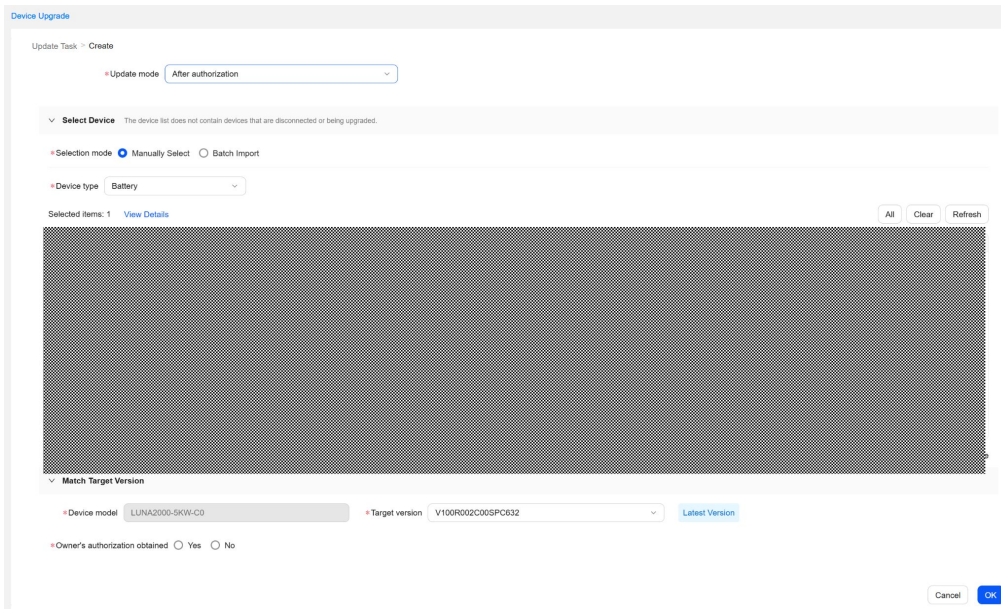 Device Upgrade
Update Task > Create
*Update mode After authorization
Select Device The device list does not contain devices that are disconnected or being upgraded.
*Selection mode Manually Select Batch Import
*Device type Battery
Selected items: 1 View Details All Clear Refresh
Match Target Version
*Device model LUNA2000-5KW-C0 *Target version V100R002C00SPC632 Latest Version
*Owner's authorization obtained Yes No
Cancel OK